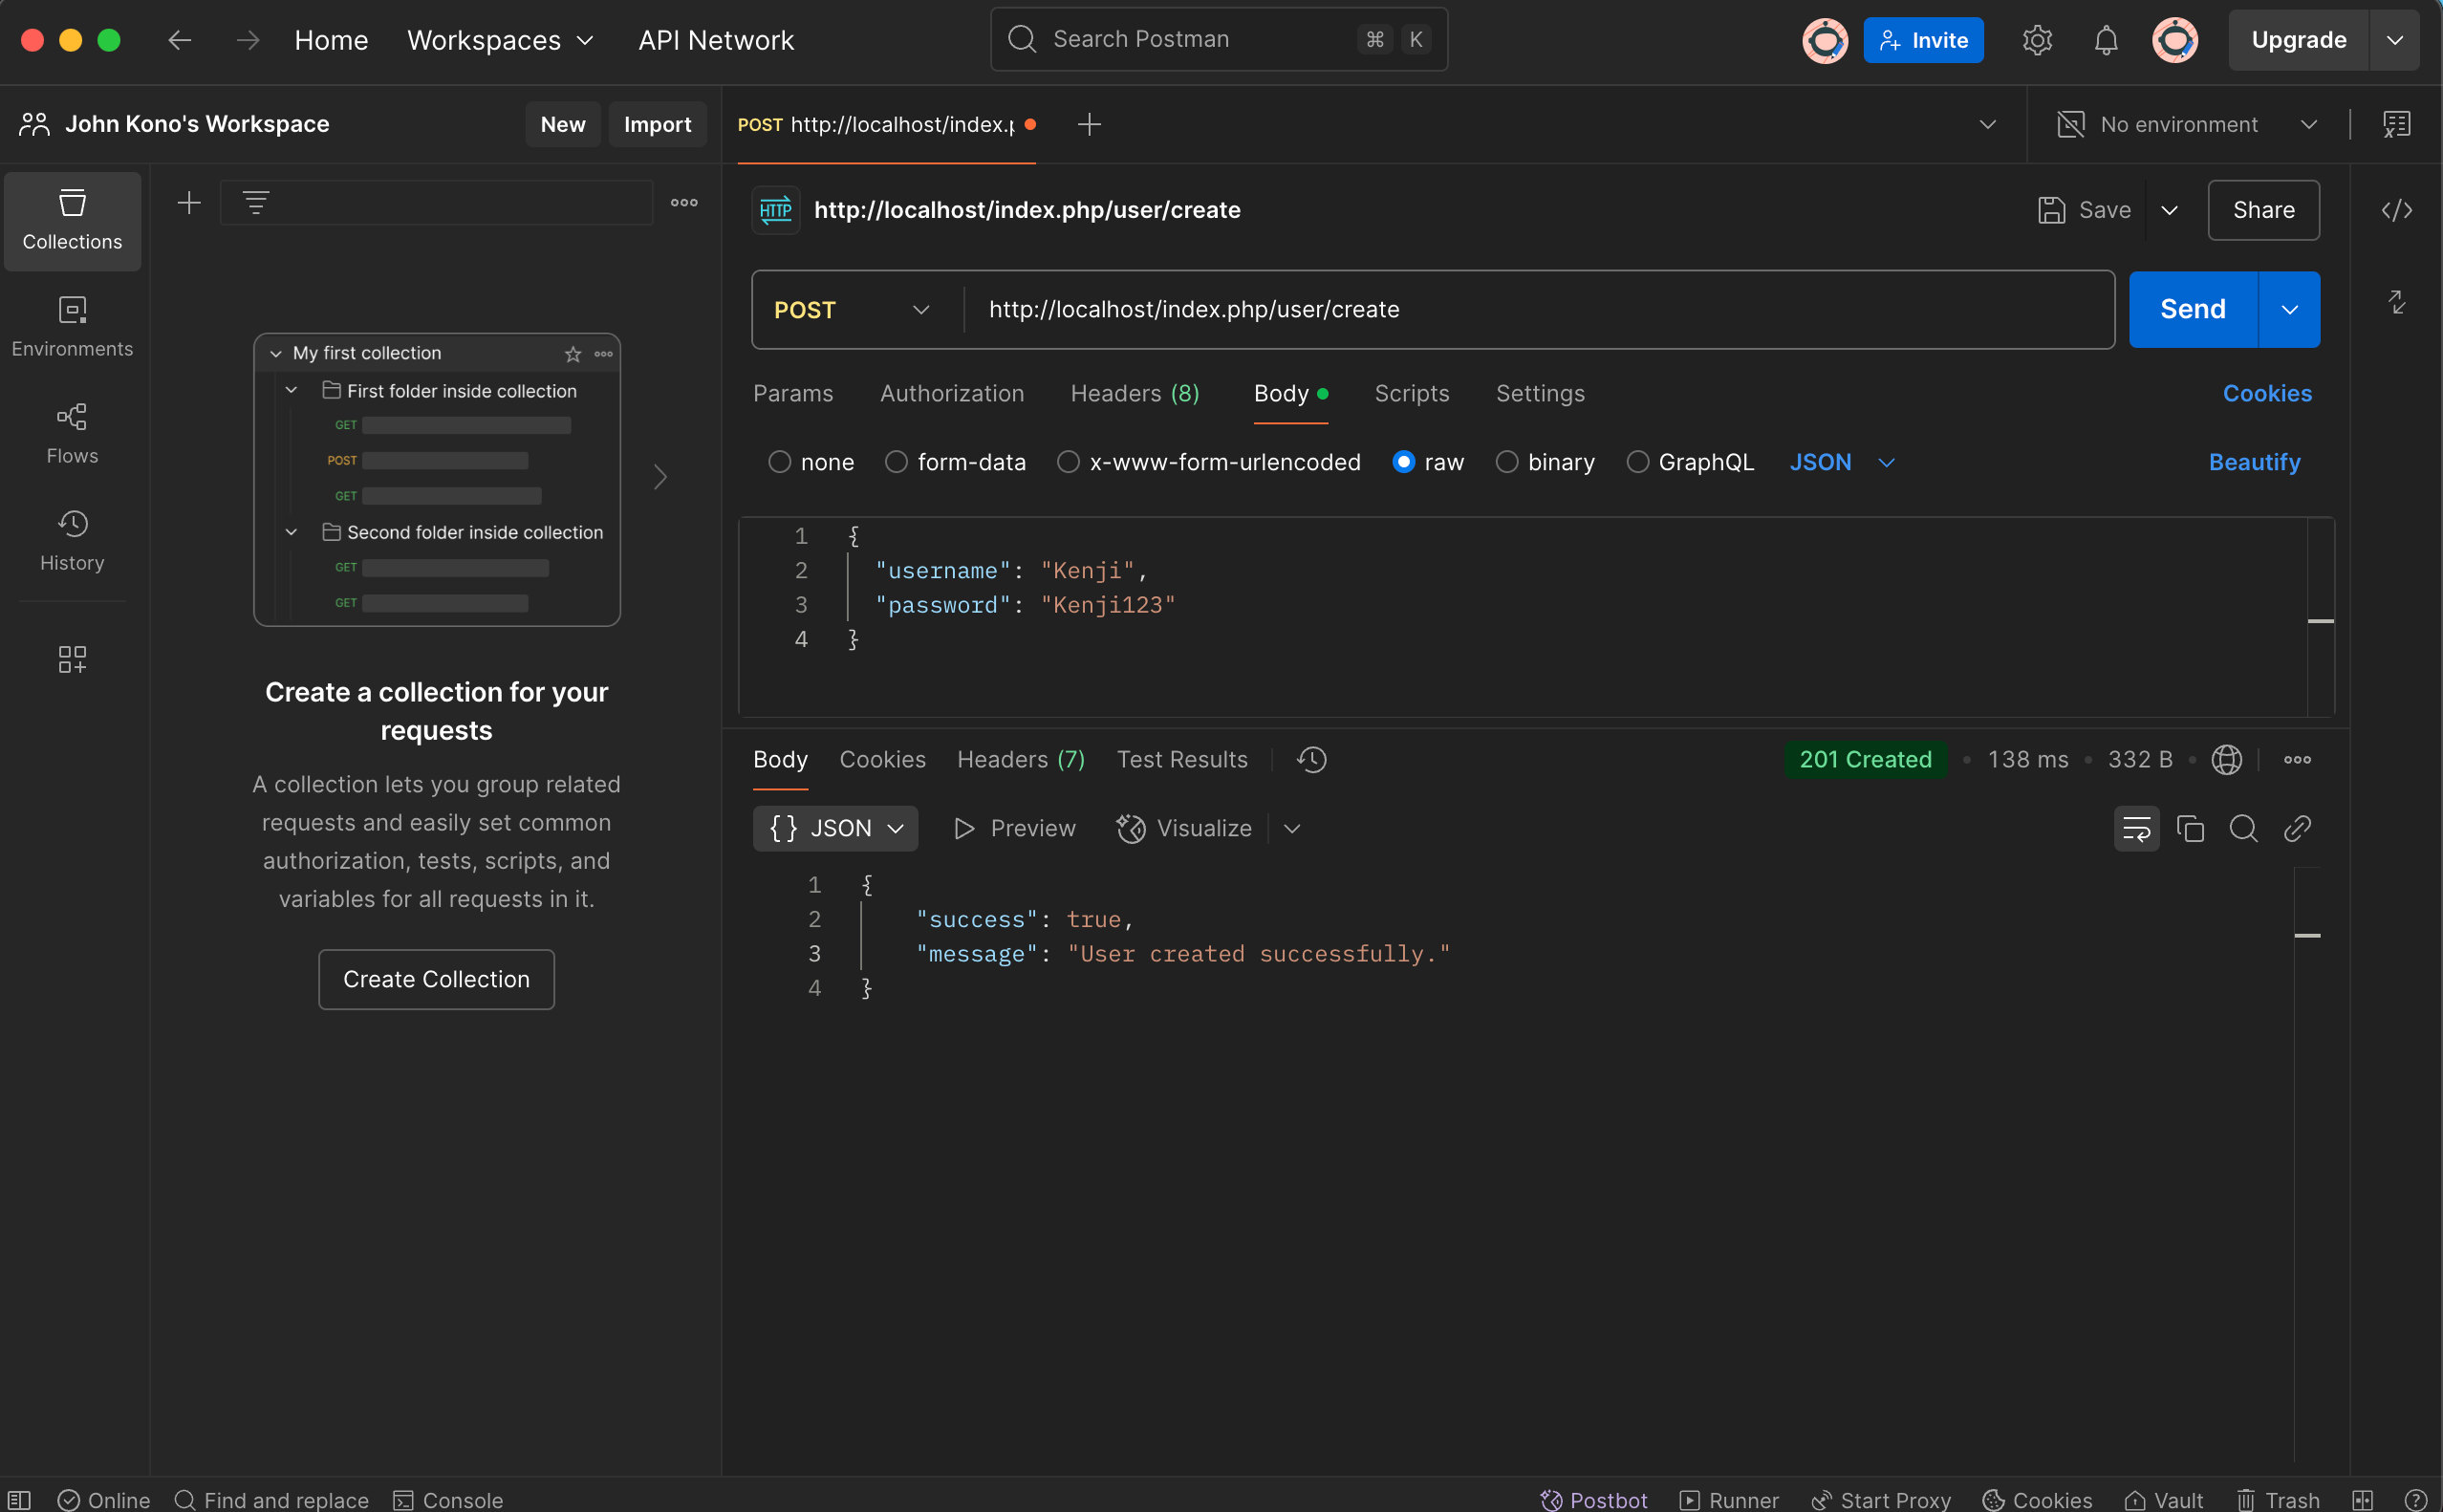 Home Workspaces API Network Search Postman ⌘ K Invite Upgrade
John Kono's Workspace New Import
POST http://localhost/index.p No environment
Collections
Environments
Flows
History
My first collection
First folder inside collection
GET
POST
GET
Second folder inside collection
GET
GET
Create a collection for your
requests
A collection lets you group related
requests and easily set common
authorization, tests, scripts, and
variables for all requests in it.
Create Collection
HTTP http://localhost/index.php/user/create Save Share
POST http://localhost/index.php/user/create Send
Params Authorization Headers (8) Body Scripts Settings Cookies
none form-data x-www-form-urlencoded raw binary GraphQL JSON Beautify
1 {
2 "username": "Kenji",
3 "password": "Kenji123"
4 }
Body Cookies Headers (7) Test Results 201 Created 138 ms 332 B
{} JSON Preview Visualize
1 {
2 "success": true,
3 "message": "User created successfully."
4 }
Online Find and replace Console Postbot Runner Start Proxy Cookies Vault Trash